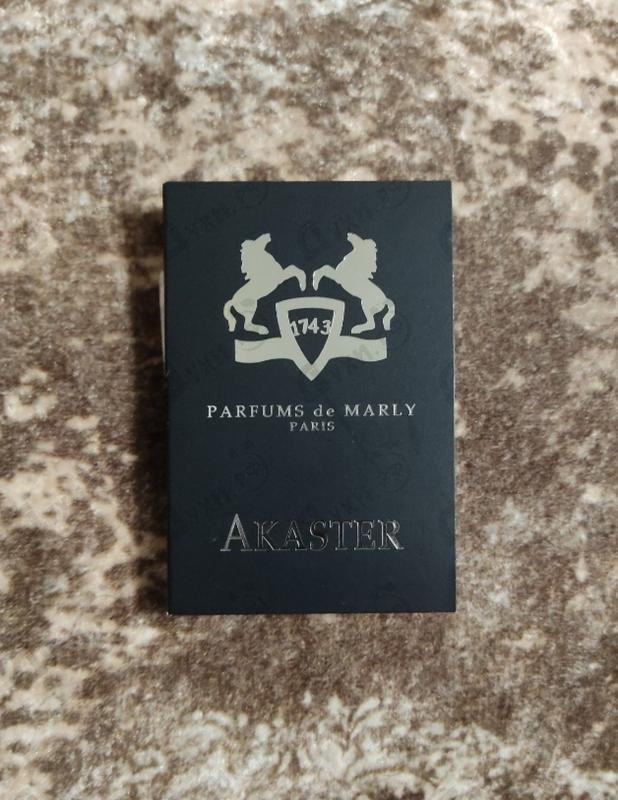 1743
PARFUMS de MARLY
PARIS
AKASTER